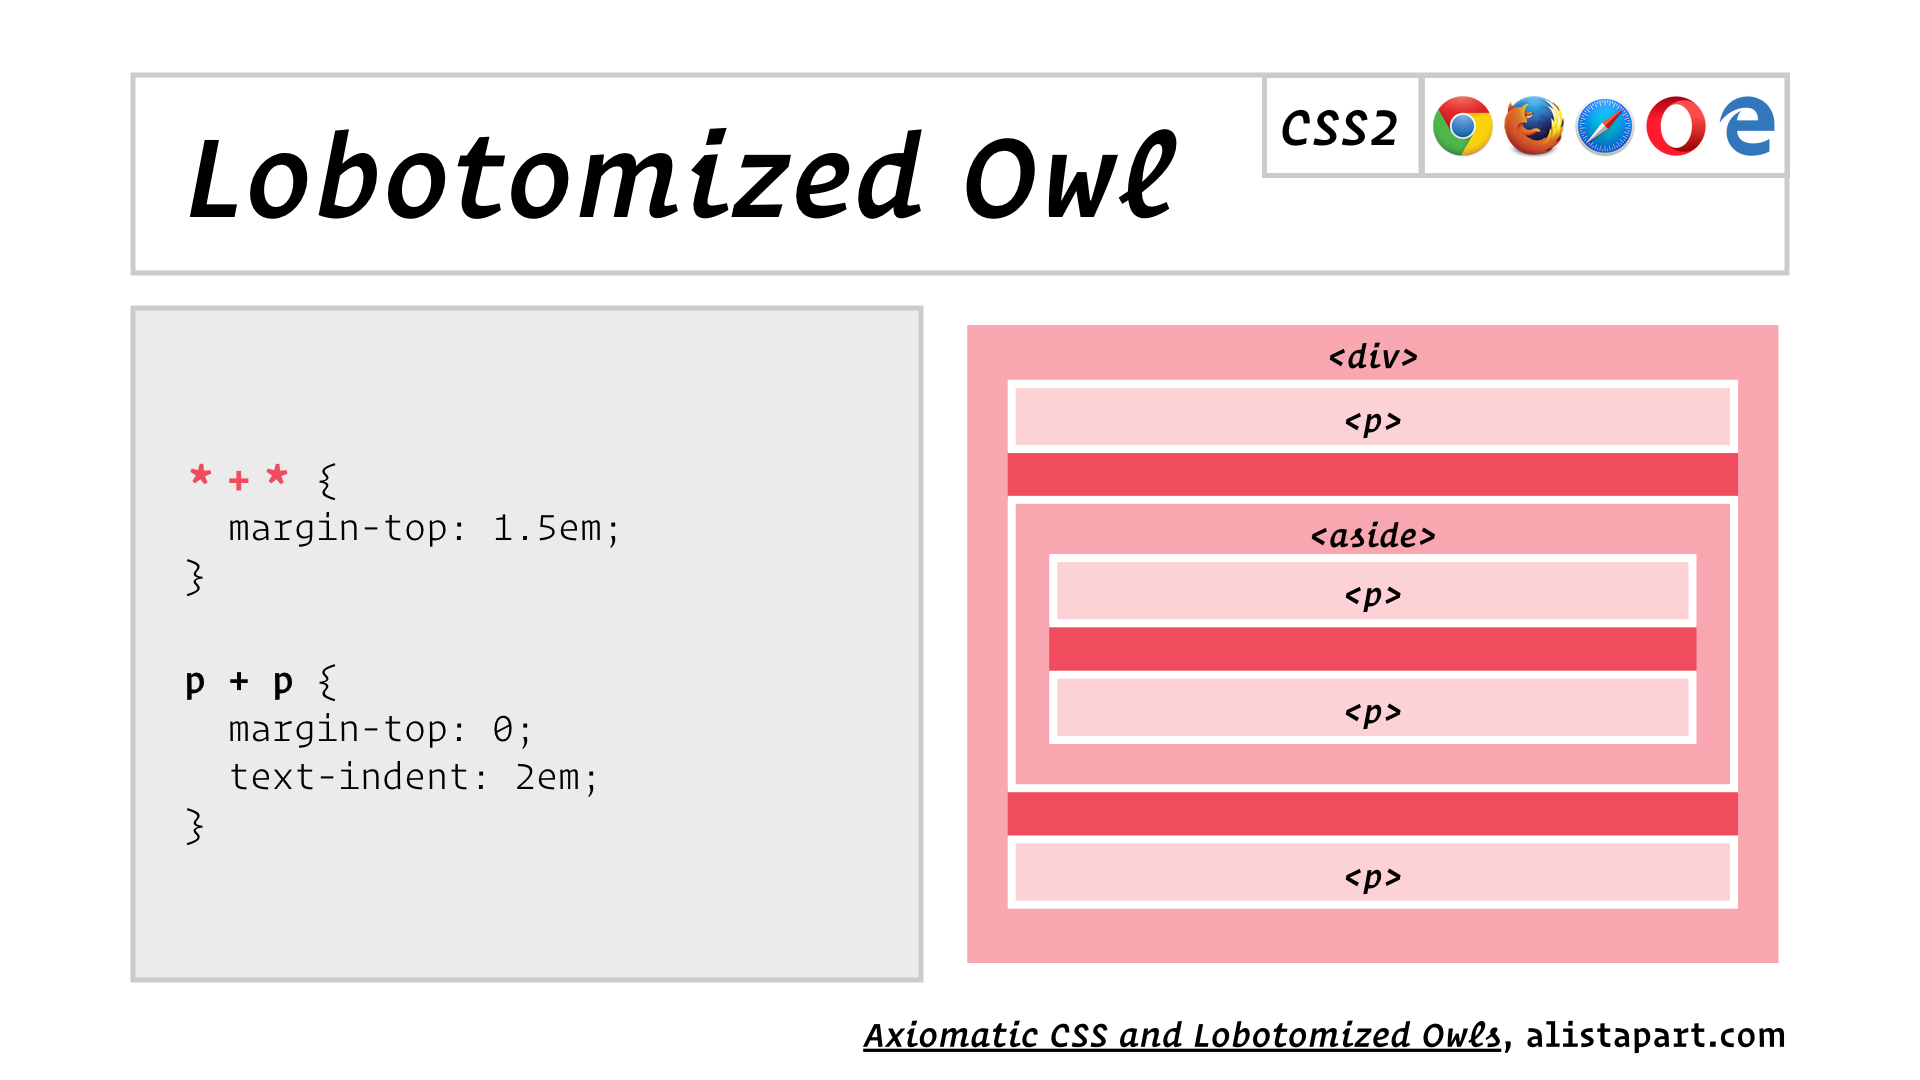 Lobotomized Owl
CSS2
* + * {
  margin-top: 1.5em;
}
p + p {
  margin-top: 0;
  text-indent: 2em;
}
<div>
<p>
<aside>
<p>
<p>
<p>
Axiomatic CSS and Lobotomized Owls, alistapart.com